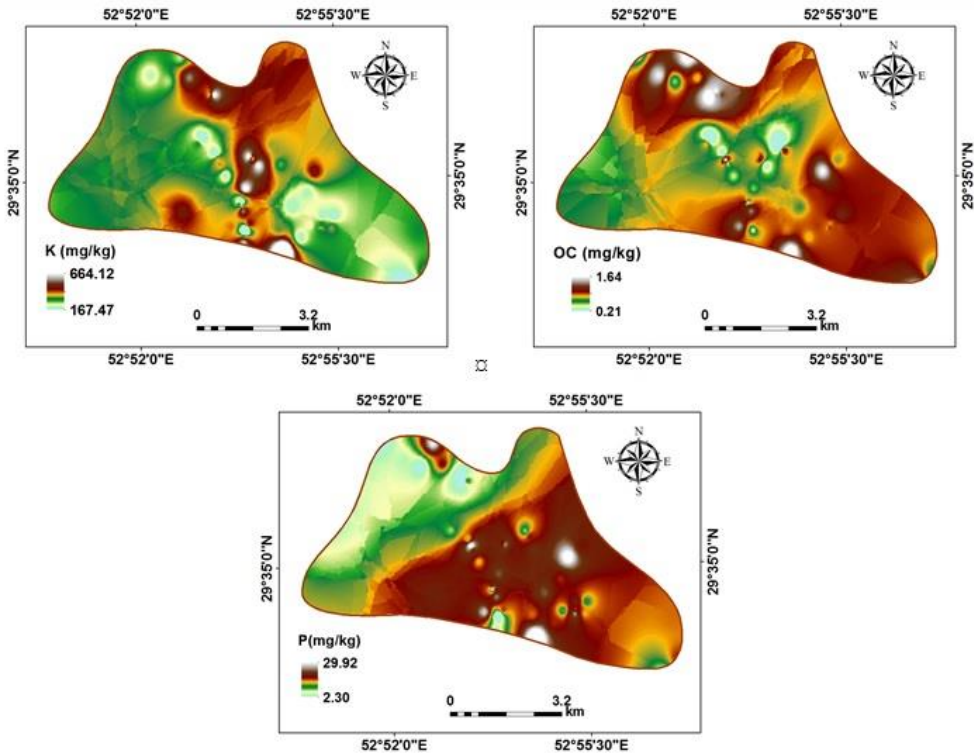 52°52'0"E 52°55'30"E
N
W E
S
29°35'0"N
29°35'0"N
K (mg/kg)
664.12
167.47
0 3.2
km
52°52'0"E 52°55'30"E
52°52'0"E 52°55'30"E
N
W E
S
29°35'0"N
29°35'0"N
OC (mg/kg)
1.64
0.21
0 3.2
km
52°52'0"E 52°55'30"E
¤
52°52'0"E 52°55'30"E
N
W E
S
29°35'0"N
29°35'0"N
P(mg/kg)
29.92
2.30
0 3.2
km
52°52'0"E 52°55'30"E